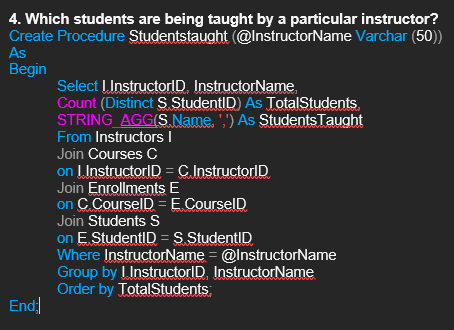 4. Which students are being taught by a particular instructor?
Create Procedure Studentstaught (@InstructorName Varchar (50))
As
Begin
Select I.InstructorID, InstructorName,
Count (Distinct S.StudentID) As TotalStudents,
STRING_AGG(S.Name, ',') As StudentsTaught
From Instructors I
Join Courses C
on I.InstructorID = C.InstructorID
Join Enrollments E
on C.CourseID = E.CourseID
Join Students S
on E.StudentID = S.StudentID
Where InstructorName = @InstructorName
Group by I.InstructorID, InstructorName
Order by TotalStudents;
End;